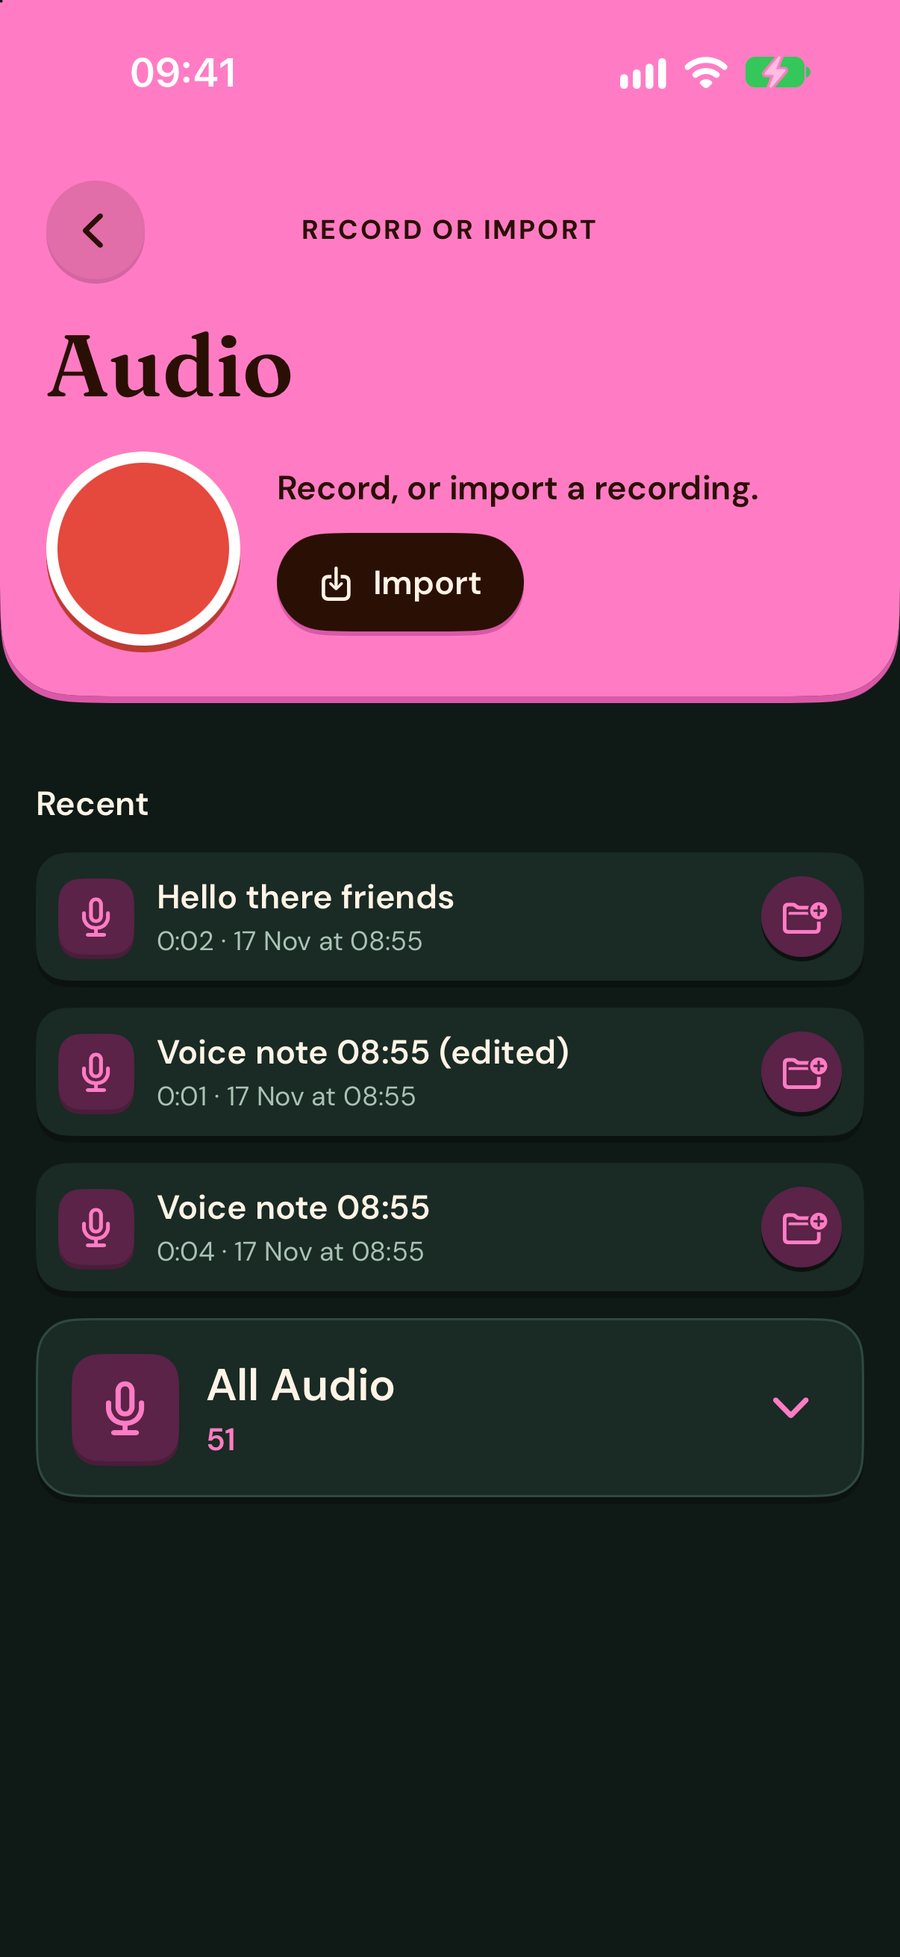 09:41
RECORD OR IMPORT
Audio
Record, or import a recording.
Import
Recent
Hello there friends
0:02 · 17 Nov at 08:55
Voice note 08:55 (edited)
0:01 · 17 Nov at 08:55
Voice note 08:55
0:04 · 17 Nov at 08:55
All Audio
51